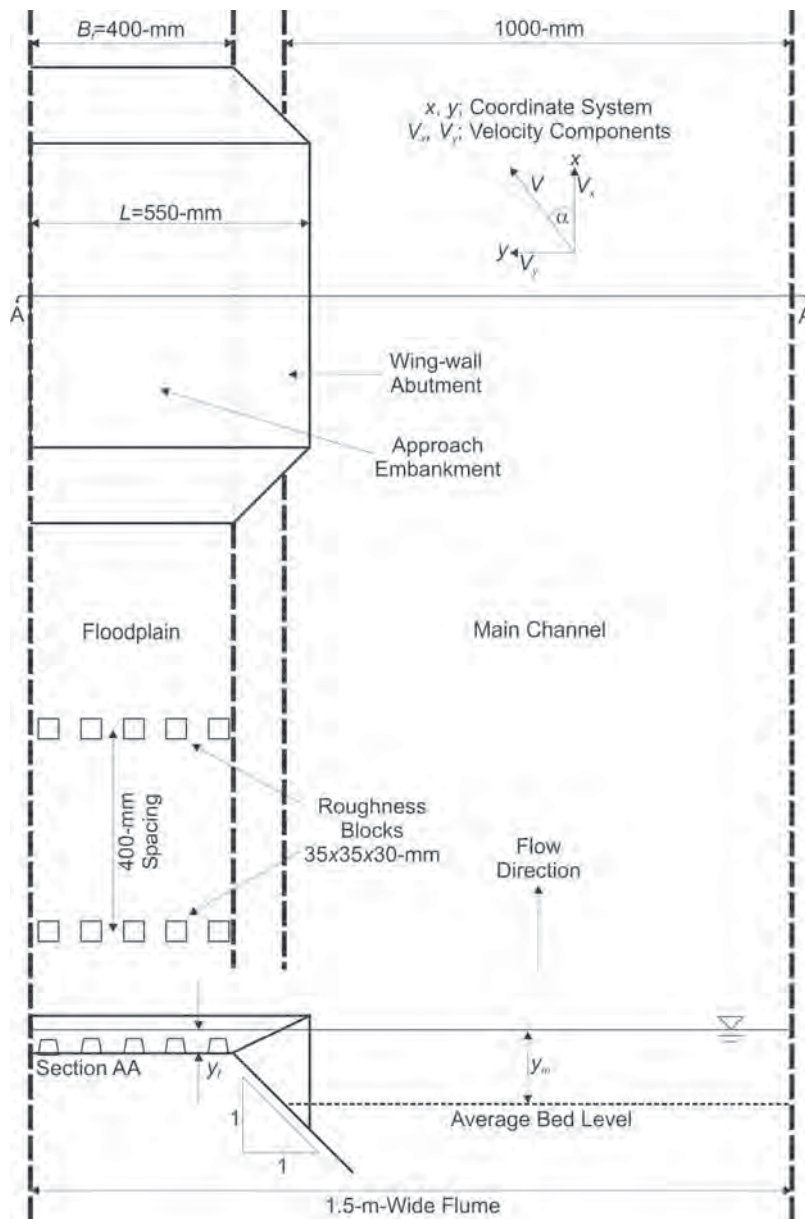 B_f=400-mm
1000-mm
x, y; Coordinate System
V_x, V_y; Velocity Components
x
V
V_x
α
y
V_y
L=550-mm
A
A
Wing-wall
Abutment
Approach
Embankment
Floodplain
Main Channel
400-mm
Spacing
Roughness
Blocks
35x35x30-mm
Flow
Direction
Section AA
y_f
y_m
1
1
Average Bed Level
1.5-m-Wide Flume